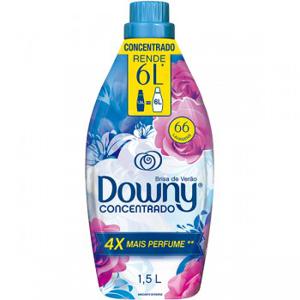 CONCENTRADO
RENDE
6L
=
6L
66
Brisa de Verão
Downy®
CONCENTRADO
4X MAIS PERFUME**
1,5 L